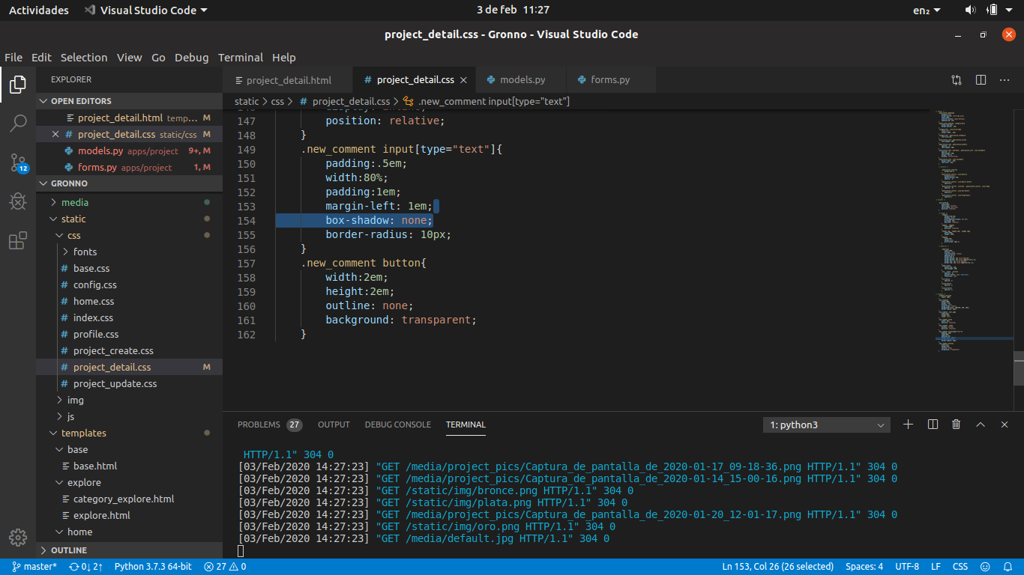 Actividades Visual Studio Code 3 de feb 11:27 en₂
project_detail.css - Gronno - Visual Studio Code
File Edit Selection View Go Debug Terminal Help
EXPLORER project_detail.html # project_detail.css × models.py forms.py
OPEN EDITORS static > css > # project_detail.css > .new_comment input[type="text"]
project_detail.html temp... M
147 position: relative;
× # project_detail.css static/css M
148 }
models.py apps/project 9+, M
149 .new_comment input[type="text"]{
forms.py apps/project 1, M
150 padding:.5em;
GRONNO
151 width:80%;
152 padding:1em;
media
153 margin-left: 1em;
static
154 box-shadow: none;
css
155 border-radius: 10px;
fonts
156 }
# base.css
157 .new_comment button{
# config.css
158 width:2em;
159 height:2em;
# home.css
160 outline: none;
# index.css
161 background: transparent;
# profile.css
162 }
# project_create.css
# project_detail.css M
# project_update.css
img
js
PROBLEMS 27 OUTPUT DEBUG CONSOLE TERMINAL 1: python3
templates
base
base.html
explore
category_explore.html
explore.html
home
OUTLINE
HTTP/1.1" 304 0
[03/Feb/2020 14:27:23] "GET /media/project_pics/Captura_de_pantalla_de_2020-01-17_09-18-36.png HTTP/1.1" 304 0
[03/Feb/2020 14:27:23] "GET /media/project_pics/Captura_de_pantalla_de_2020-01-14_15-00-16.png HTTP/1.1" 304 0
[03/Feb/2020 14:27:23] "GET /static/img/bronce.png HTTP/1.1" 304 0
[03/Feb/2020 14:27:23] "GET /static/img/plata.png HTTP/1.1" 304 0
[03/Feb/2020 14:27:23] "GET /media/project_pics/Captura_de_pantalla_de_2020-01-20_12-01-17.png HTTP/1.1" 304 0
[03/Feb/2020 14:27:23] "GET /static/img/oro.png HTTP/1.1" 304 0
[03/Feb/2020 14:27:23] "GET /media/default.jpg HTTP/1.1" 304 0
12
master* 0↓ 2↑ Python 3.7.3 64-bit 27 0 Ln 153, Col 26 (26 selected) Spaces: 4 UTF-8 LF CSS